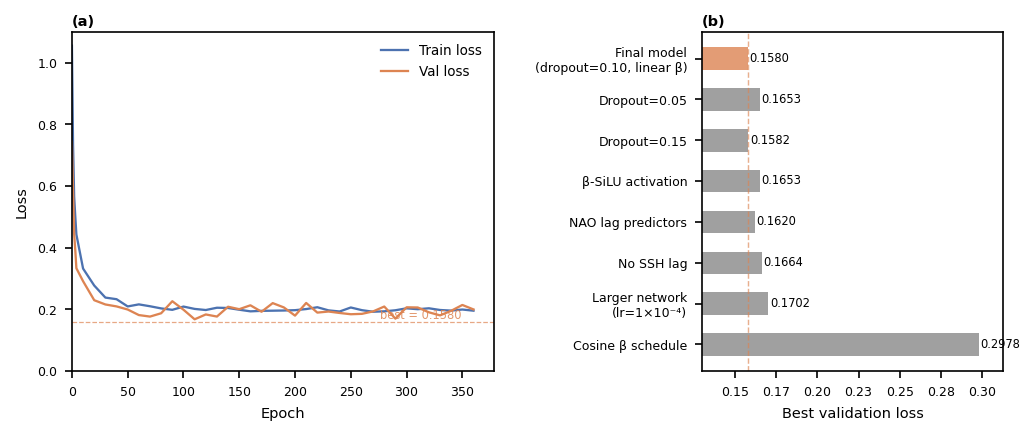 (a)
Train loss
Val loss
best = 0.1580
Loss
1.0
0.8
0.6
0.4
0.2
0.0
0
50
100
150
200
250
300
350
Epoch
(b)
Final model
(dropout=0.10, linear β)
0.1580
Dropout=0.05
0.1653
Dropout=0.15
0.1582
β-SiLU activation
0.1653
NAO lag predictors
0.1620
No SSH lag
0.1664
Larger network
(lr=1×10⁻⁴)
0.1702
Cosine β schedule
0.2978
0.15
0.17
0.20
0.23
0.25
0.28
0.30
Best validation loss